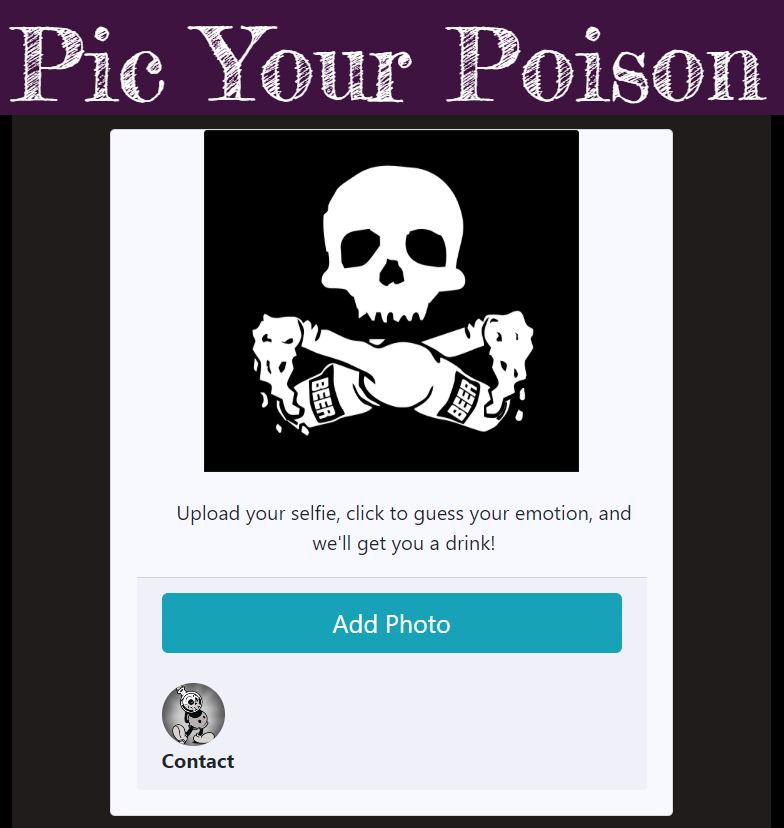 Pic Your Poison
BEER
BEER
Upload your selfie, click to guess your emotion, and
we'll get you a drink!
Add Photo
Contact